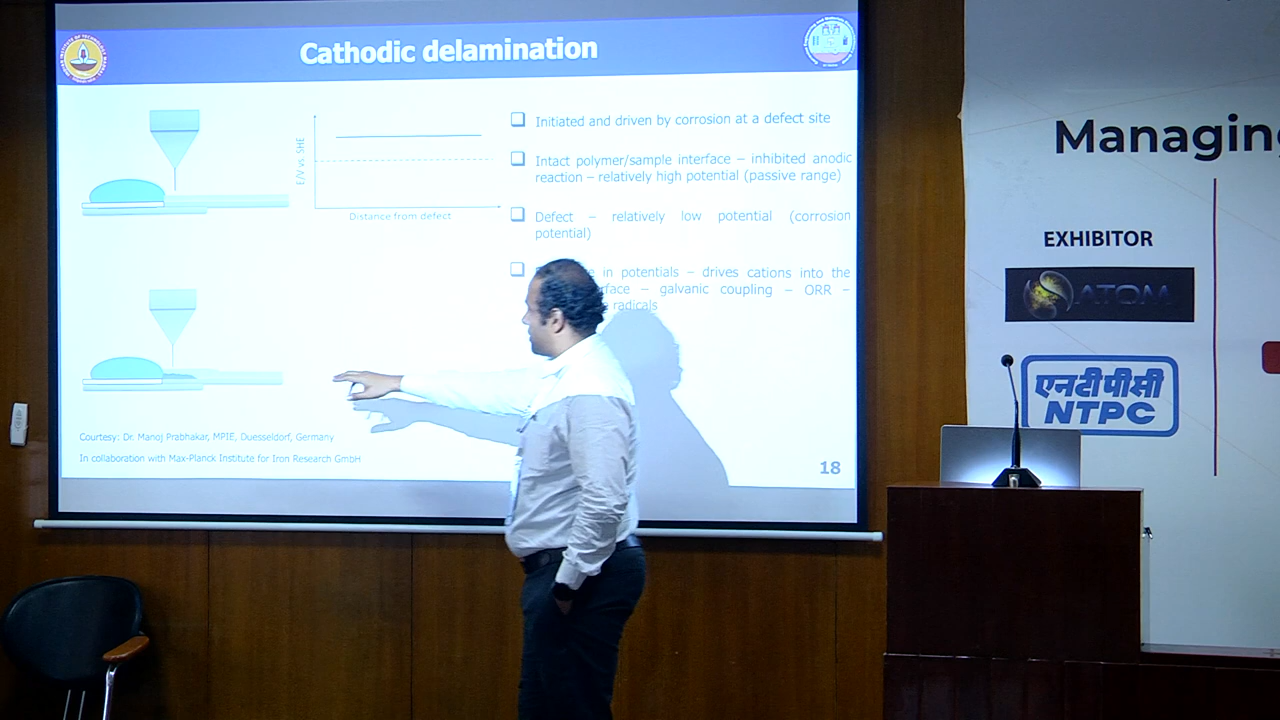 Cathodic delamination
E/V vs. SHE
Distance from defect
Initiated and driven by corrosion at a defect site
Intact polymer/sample interface – inhibited anodic
reaction – relatively high potential (passive range)
Defect – relatively low potential (corrosion
potential)
in potentials – drives cations into the
– galvanic coupling – ORR –
radicals
Courtesy: Dr. Manoj Prabhakar, MPIE, Duesseldorf, Germany
In collaboration with Max-Planck Institute for Iron Research GmbH
18
Managing
EXHIBITOR
ATOM
एनटीपीसी
NTPC